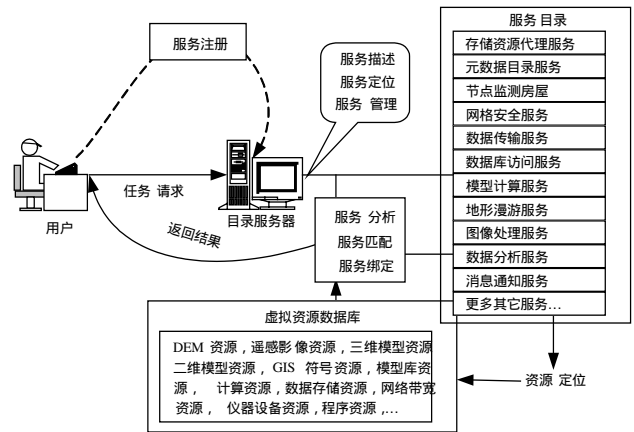 服务注册
服务描述
服务定位
服务 管理
用户
任务 请求
目录服务器
返回结果
服务 分析
服务匹配
服务绑定
服务 目录
存储资源代理服务
元数据目录服务
节点监测房屋
网格安全服务
数据传输服务
数据库访问服务
模型计算服务
地形漫游服务
图像处理服务
数据分析服务
消息通知服务
更多其它服务…
虚拟资源数据库
DEM 资源，遥感影 像资源，三维模型资源
二维模型资源， GIS 符号资源，模型库资
源， 计算资源，数据存储资源，网络带宽
资源， 仪器设备资源，程序资源，…
资源 定位